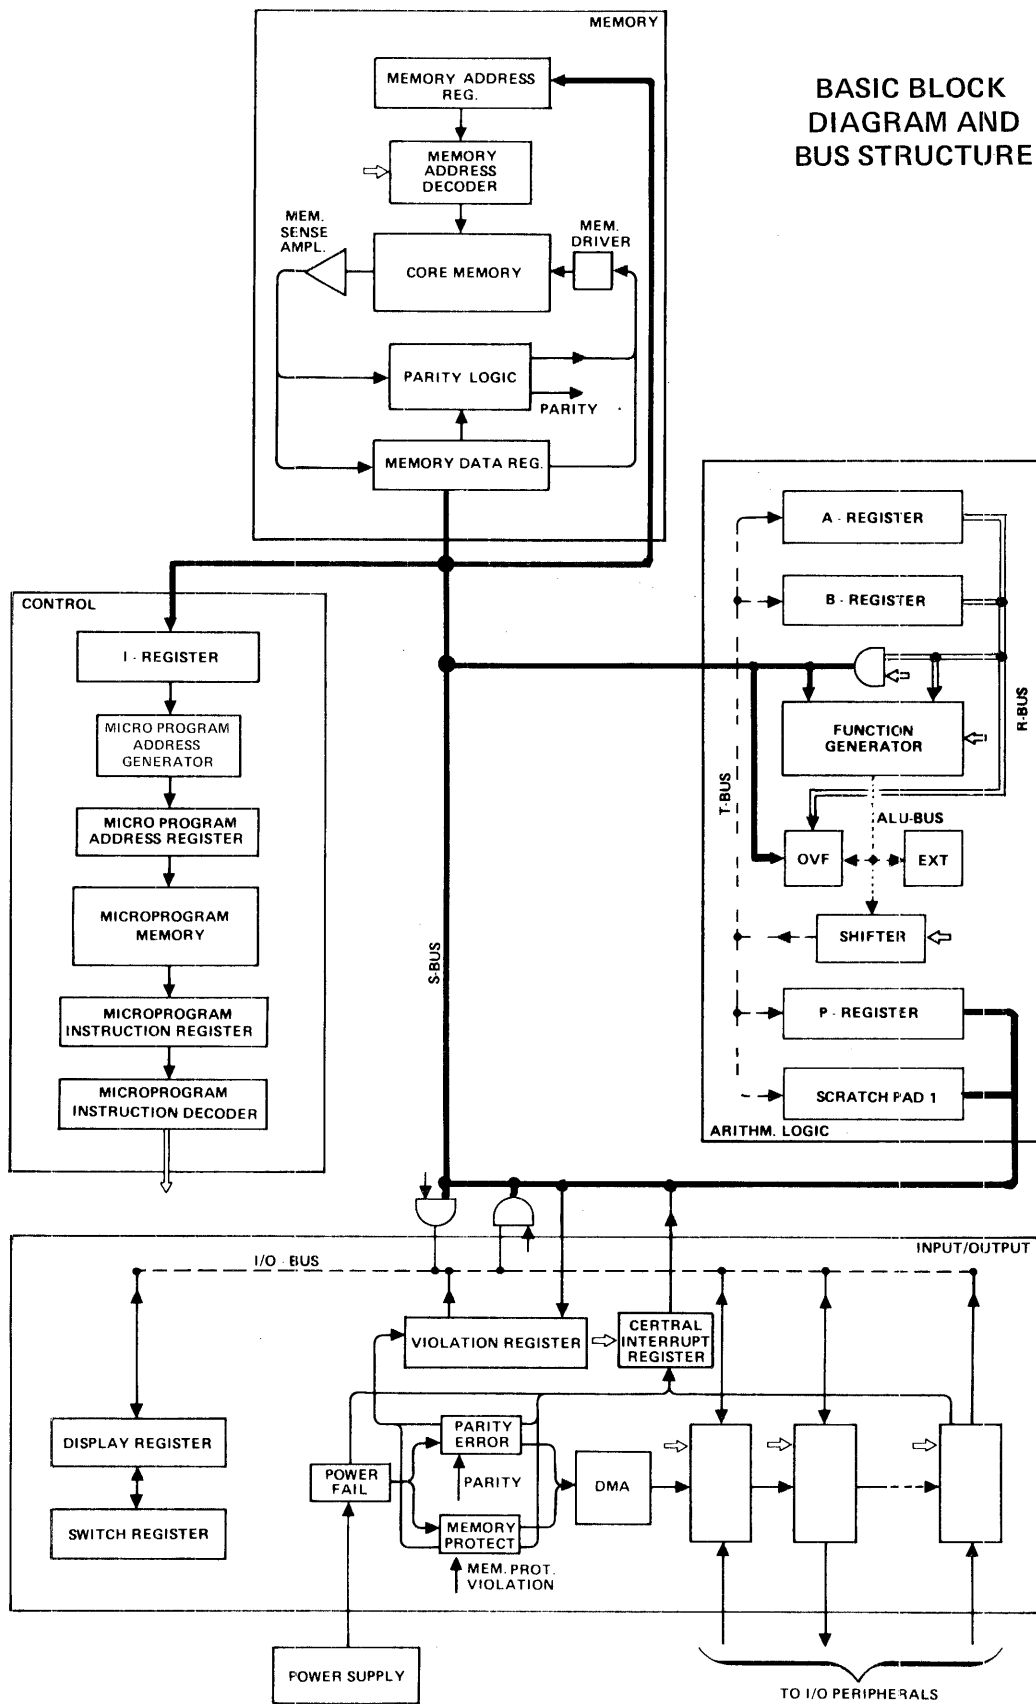 BASIC BLOCK
DIAGRAM AND
BUS STRUCTURE
MEMORY
MEMORY ADDRESS
REG.
MEMORY
ADDRESS
DECODER
MEM.
SENSE
AMPL.
CORE MEMORY
MEM.
DRIVER
PARITY LOGIC
PARITY
MEMORY DATA REG.
CONTROL
I - REGISTER
MICRO PROGRAM
ADDRESS
GENERATOR
MICRO PROGRAM
ADDRESS REGISTER
MICROPROGRAM
MEMORY
MICROPROGRAM
INSTRUCTION REGISTER
MICROPROGRAM
INSTRUCTION DECODER
S-BUS
A - REGISTER
B - REGISTER
R-BUS
FUNCTION
GENERATOR
T-BUS
ALU-BUS
OVF
EXT
SHIFTER
P - REGISTER
SCRATCH PAD 1
ARITHM. LOGIC
INPUT/OUTPUT
I/O - BUS
VIOLATION REGISTER
CERTRAL
INTERRUPT
REGISTER
DISPLAY REGISTER
SWITCH REGISTER
POWER
FAIL
PARITY
ERROR
PARITY
MEMORY
PROTECT
MEM. PROT.
VIOLATION
DMA
POWER SUPPLY
TO I/O PERIPHERALS